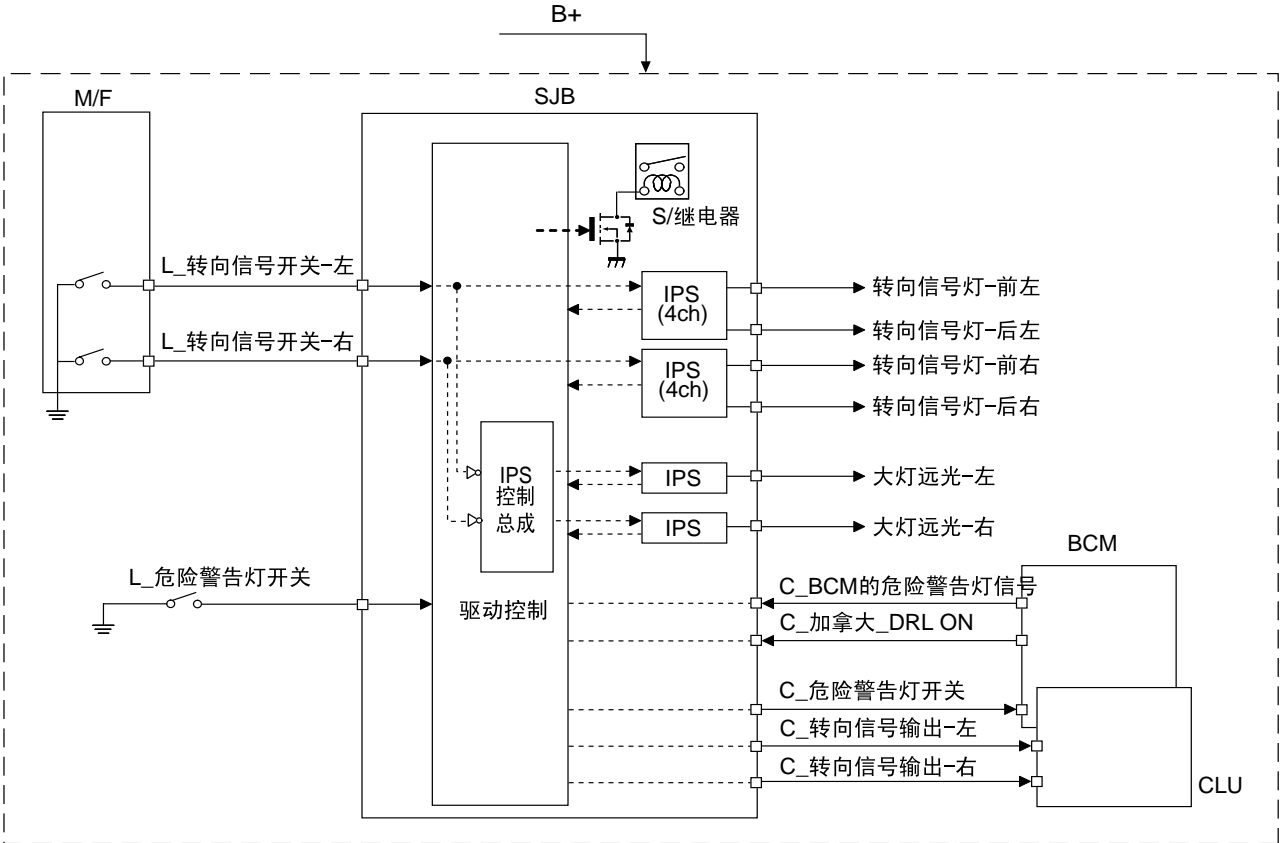 B+
M/F
SJB
S/继电器
L_转向信号开关-左
L_转向信号开关-右
IPS
(4ch)
转向信号灯-前左
转向信号灯-后左
IPS
(4ch)
转向信号灯-前右
转向信号灯-后右
IPS
控制
总成
IPS
大灯远光-左
IPS
大灯远光-右
BCM
L_危险警告灯开关
驱动控制
C_BCM的危险警告灯信号
C_加拿大_DRL ON
C_危险警告灯开关
C_转向信号输出-左
C_转向信号输出-右
CLU